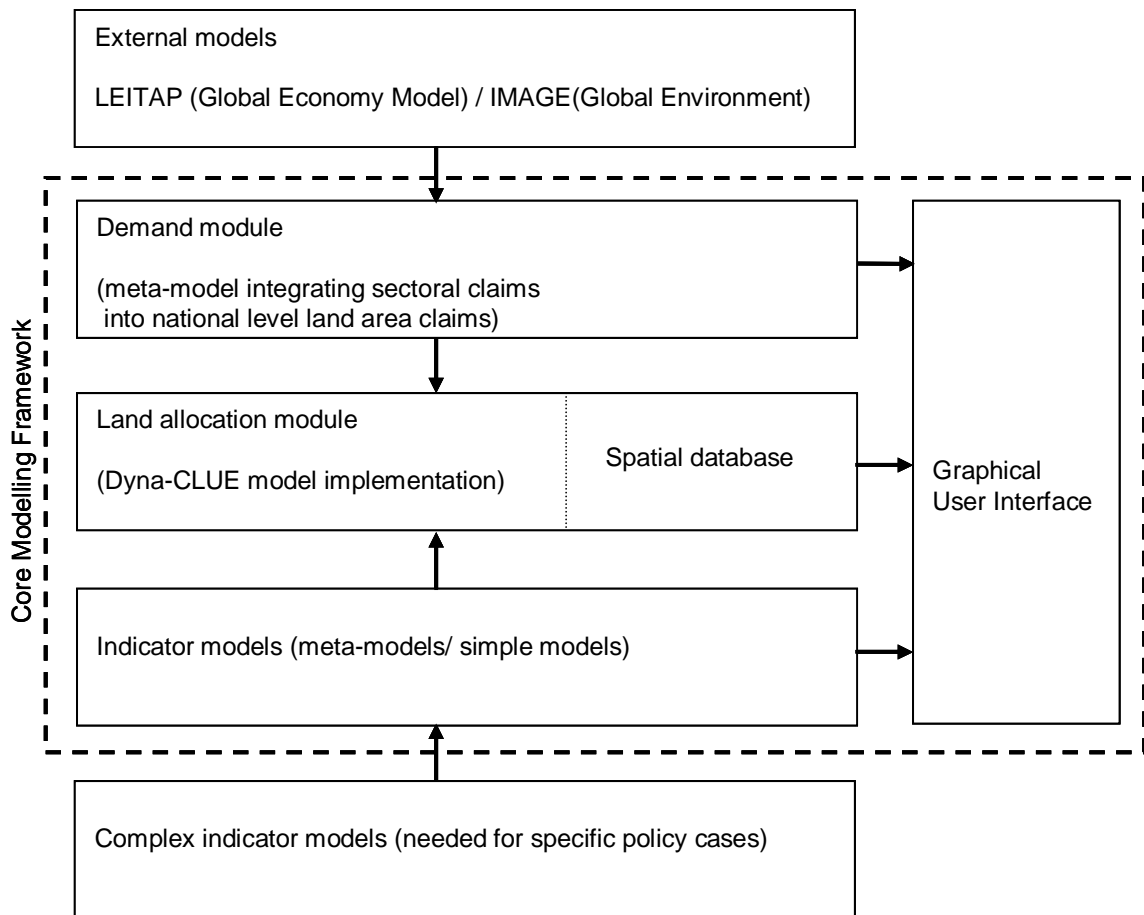 External models
LEITAP (Global Economy Model) / IMAGE(Global Environment)
Core Modelling Framework
Demand module
(meta-model integrating sectoral claims
into national level land area claims)
Land allocation module
(Dyna-CLUE model implementation)
Spatial database
Graphical
User Interface
Indicator models (meta-models/ simple models)
Complex indicator models (needed for specific policy cases)